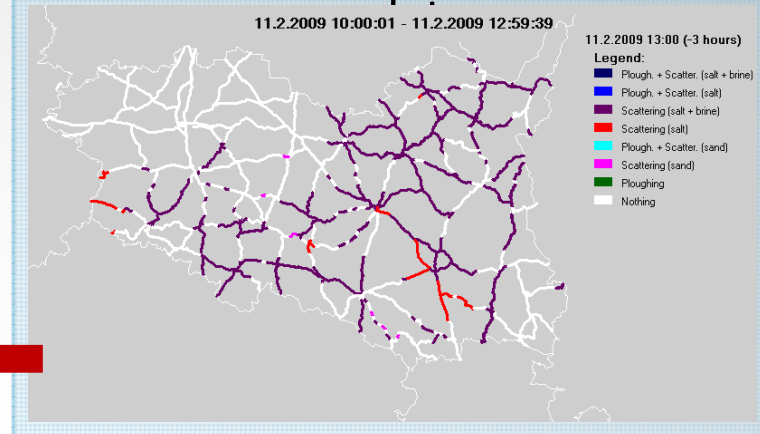 11.2.2009 10:00:01 - 11.2.2009 12:59:39
11.2.2009 13:00 (-3 hours)
Legend:
Plough. + Scatter. (salt + brine)
Plough. + Scatter. (salt)
Scattering (salt + brine)
Scattering (salt)
Plough. + Scatter. (sand)
Scattering (sand)
Ploughing
Nothing